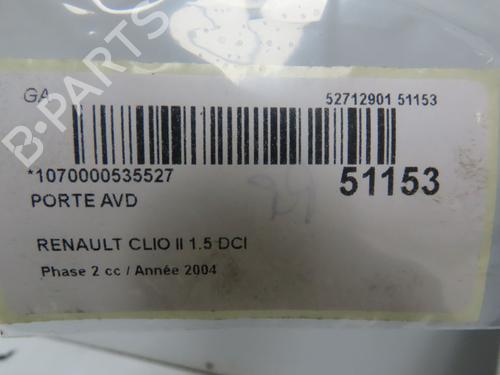 GA
52712901 51153
*1070000535527
51153
PORTE AVD
RENAULT CLIO II 1.5 DCI
Phase 2 cc / Année 2004
B-PARTS